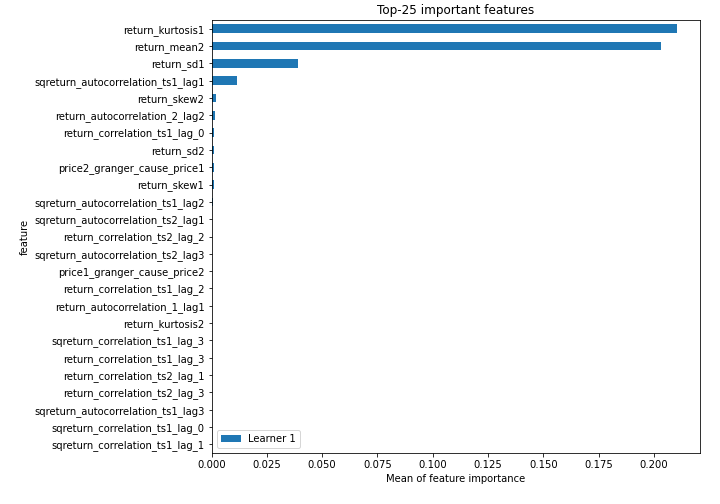 Top-25 important features
return_kurtosis1
return_mean2
return_sd1
sqreturn_autocorrelation_ts1_lag1
return_skew2
return_autocorrelation_2_lag2
return_correlation_ts1_lag_0
return_sd2
price2_granger_cause_price1
return_skew1
sqreturn_autocorrelation_ts1_lag2
sqreturn_autocorrelation_ts2_lag1
return_correlation_ts2_lag_2
sqreturn_autocorrelation_ts2_lag3
price1_granger_cause_price2
return_correlation_ts1_lag_2
return_autocorrelation_1_lag1
return_kurtosis2
sqreturn_correlation_ts1_lag_3
return_correlation_ts1_lag_3
return_correlation_ts2_lag_1
return_correlation_ts2_lag_3
sqreturn_autocorrelation_ts1_lag3
sqreturn_correlation_ts1_lag_0
sqreturn_correlation_ts1_lag_1
feature
Learner 1
0.000 0.025 0.050 0.075 0.100 0.125 0.150 0.175 0.200
Mean of feature importance